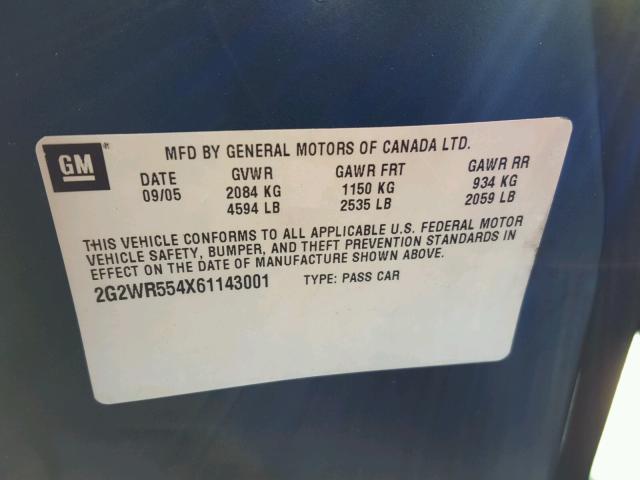 GM
MFD BY GENERAL MOTORS OF CANADA LTD.
DATE GVWR GAWR FRT GAWR RR
09/05 2084 KG 1150 KG 934 KG
4594 LB 2535 LB 2059 LB
THIS VEHICLE CONFORMS TO ALL APPLICABLE U.S. FEDERAL MOTOR
VEHICLE SAFETY, BUMPER, AND THEFT PREVENTION STANDARDS IN
EFFECT ON THE DATE OF MANUFACTURE SHOWN ABOVE.
2G2WR554X61143001 TYPE: PASS CAR